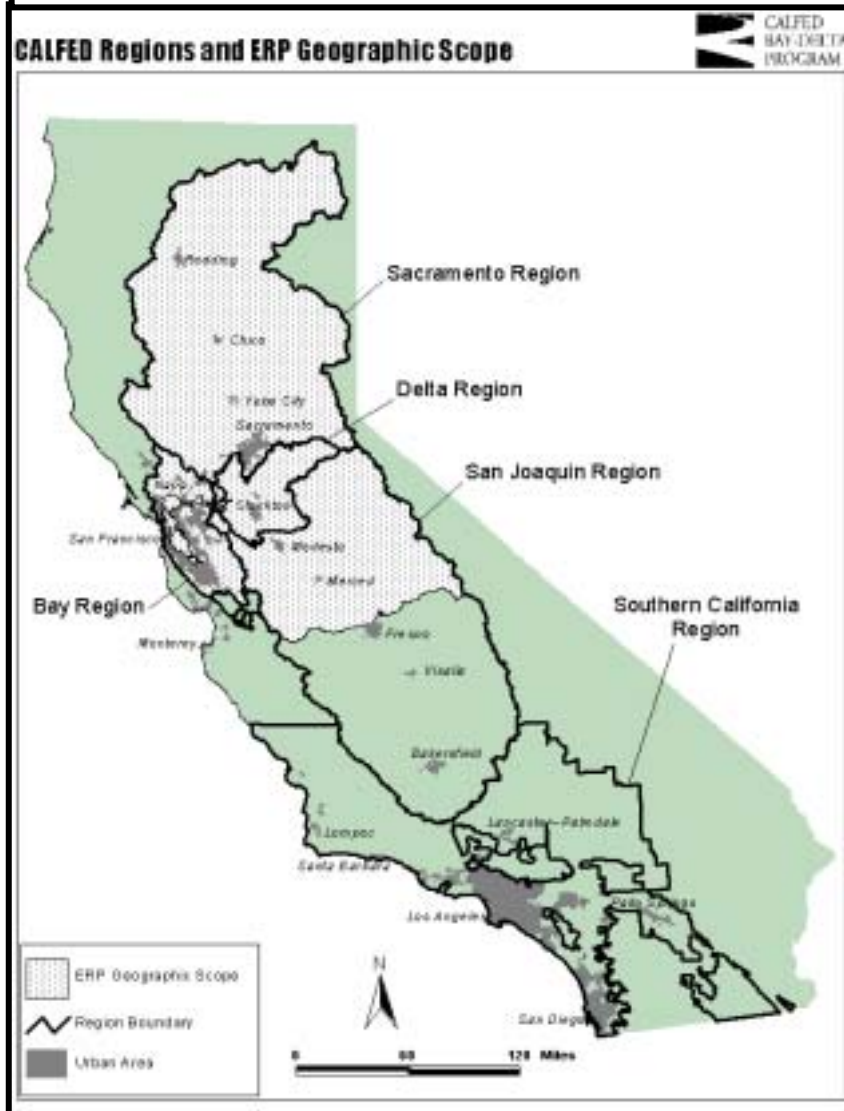 CALFED Regions and ERP Geographic Scope
CALFED
BAY-DELTA
PROGRAM
Redding
Sacramento Region
Chico
Delta Region
Yuba City
Sacramento
San Joaquin Region
Napa
Stockton
San Francisco
Modesto
Merced
Bay Region
Southern California
Region
Fresno
Monterey
Visalia
Bakersfield
Lancaster-Palmdale
Lompoc
Santa Barbara
Palm Springs
Los Angeles
San Diego
N
ERP Geographic Scope
Region Boundary
Urban Area
0 60 120 Miles